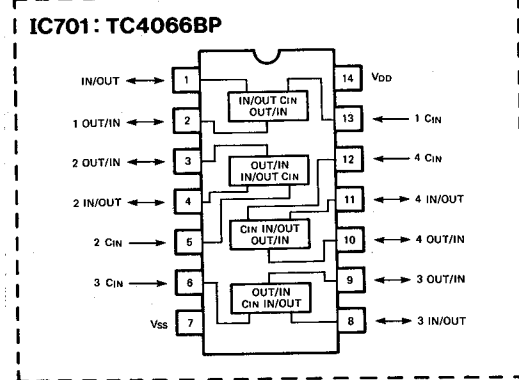 IC701: TC4066BP
IN/OUT 1 14 VDD
IN/OUT CIN
OUT/IN
1 OUT/IN 2 13 1 CIN
2 OUT/IN 3 12 4 CIN
OUT/IN
IN/OUT CIN
2 IN/OUT 4 11 4 IN/OUT
CIN IN/OUT
OUT/IN
2 CIN 5 10 4 OUT/IN
3 CIN 6 9 3 OUT/IN
OUT/IN
CIN IN/OUT
VSS 7 8 3 IN/OUT